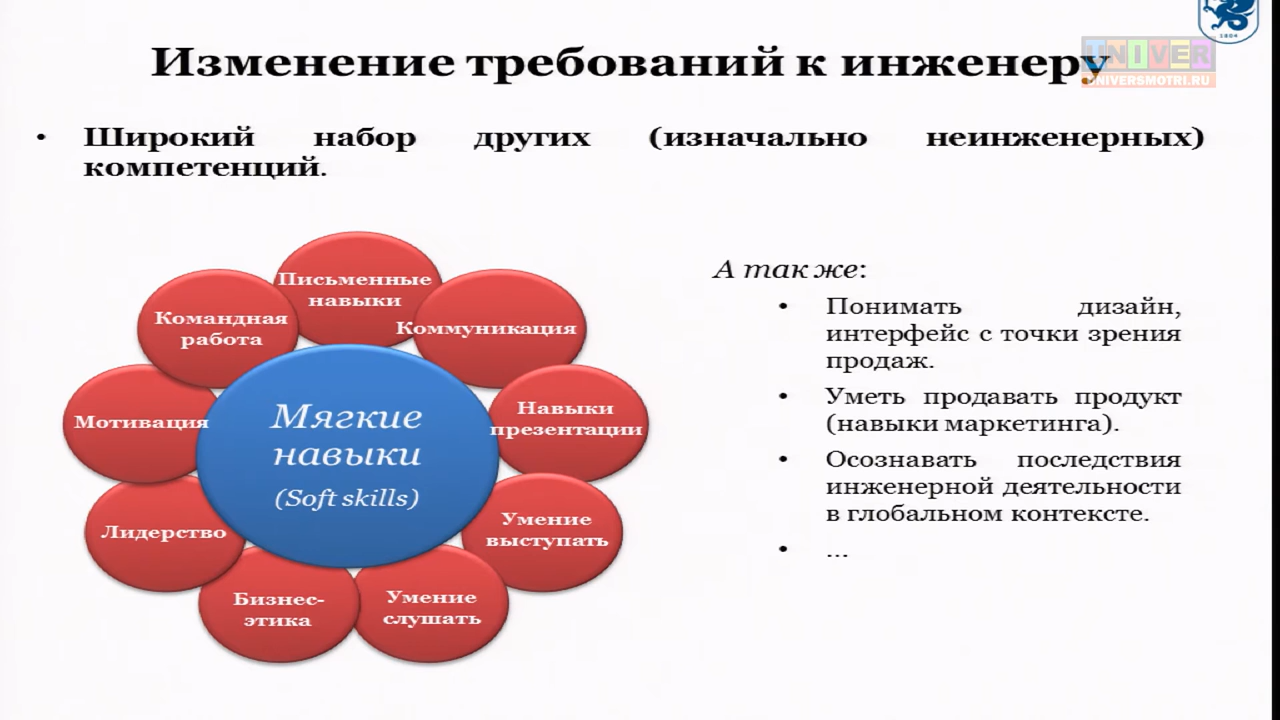 1804
UNIVER
UNIVERSMOTRI.RU
Изменение требований к инженеру
• Широкий набор других (изначально неинженерных)
компетенций.
Письменные
навыки
Коммуникация
Навыки
презентации
Умение
выступать
Умение
слушать
Бизнес-
этика
Лидерство
Мотивация
Командная
работа
Мягкие
навыки
(Soft skills)
А так же:
• Понимать дизайн,
интерфейс с точки зрения
продаж.
• Уметь продавать продукт
(навыки маркетинга).
• Осознавать последствия
инженерной деятельности
в глобальном контексте.
• ...